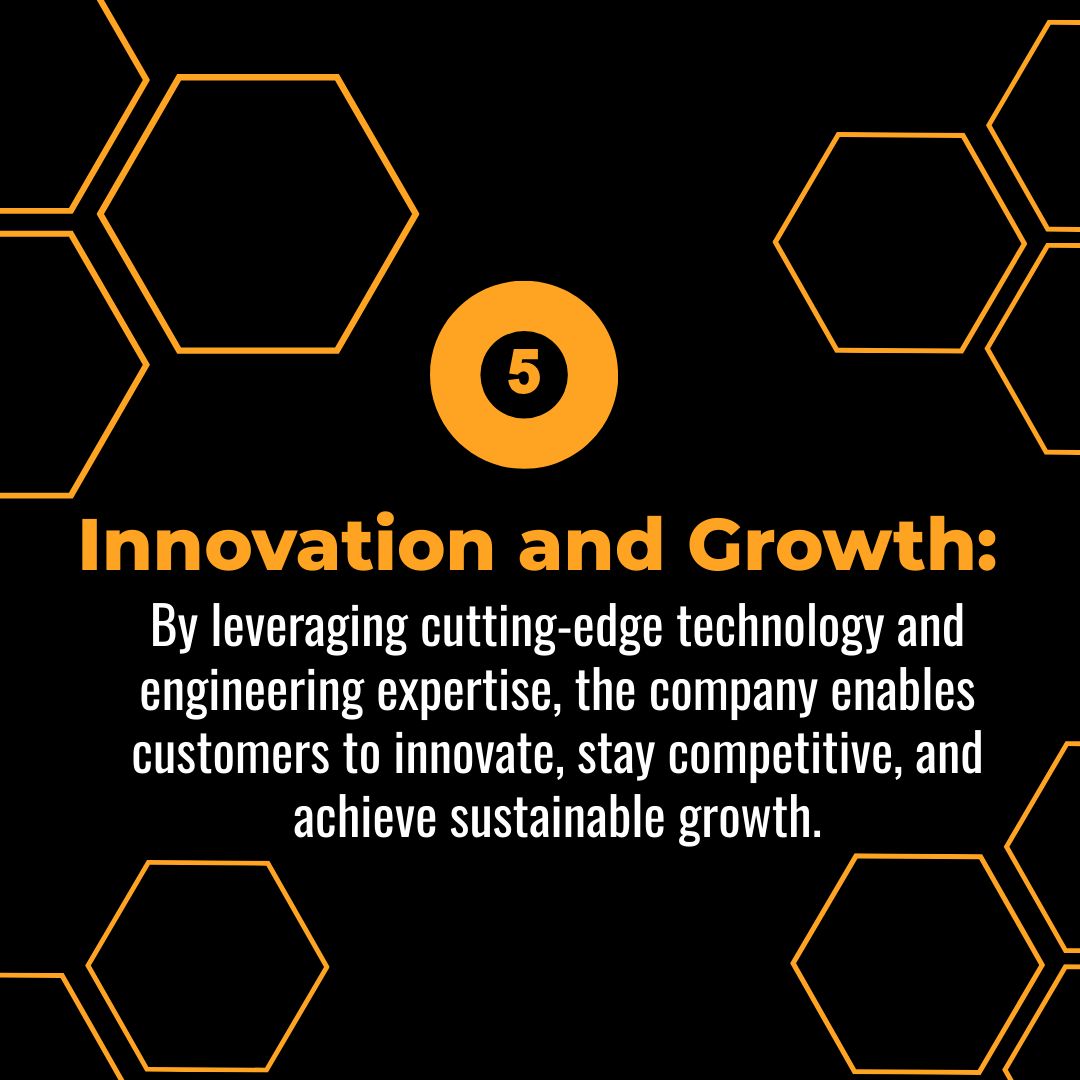 5
Innovation and Growth:
By leveraging cutting-edge technology and
engineering expertise, the company enables
customers to innovate, stay competitive, and
achieve sustainable growth.